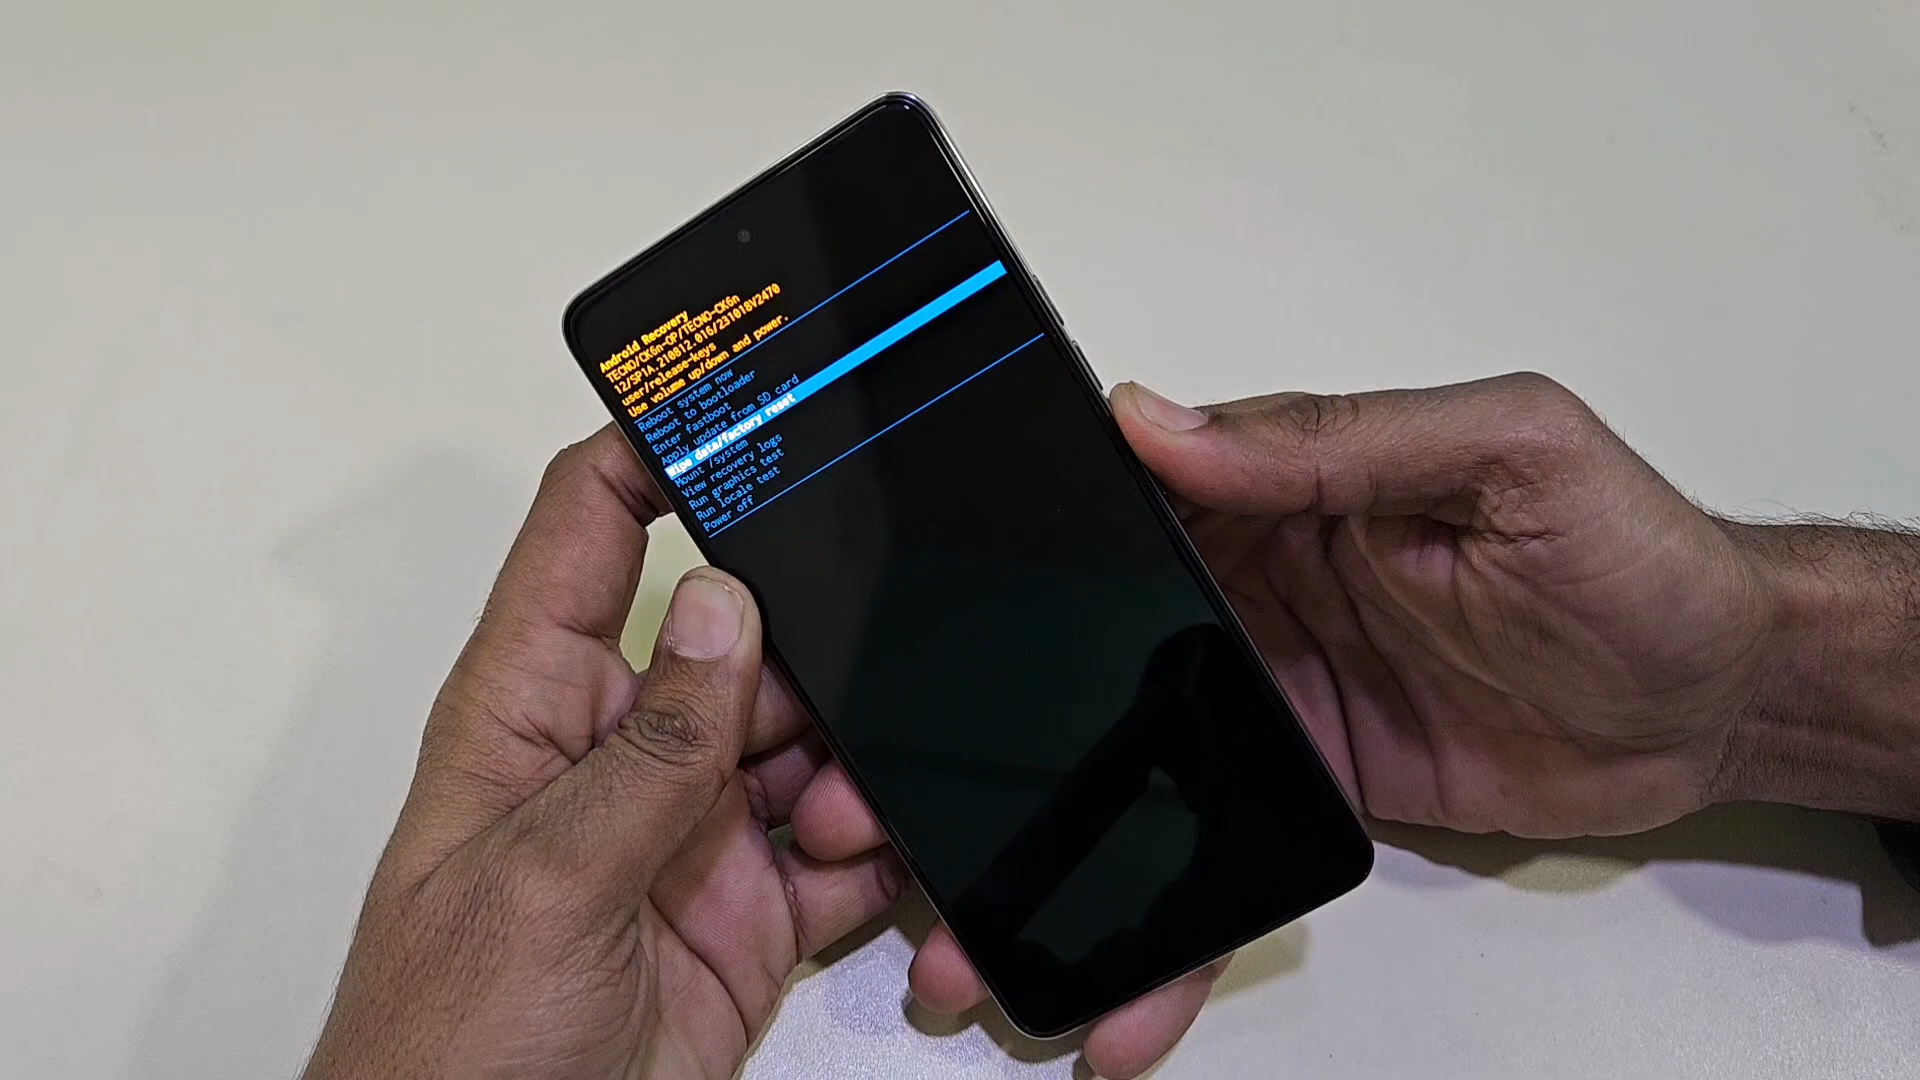 Android Recovery
TECNO/CK6n-OP/TECNO-CK6n
12/SP1A.210812.016/231018V2470
user/release-keys
Use volume up/down and power.
Reboot system now
Reboot to bootloader
Enter fastboot
Apply update from SD card
Wipe data/factory reset
Mount /system
View recovery logs
Run graphics test
Run locale test
Power off